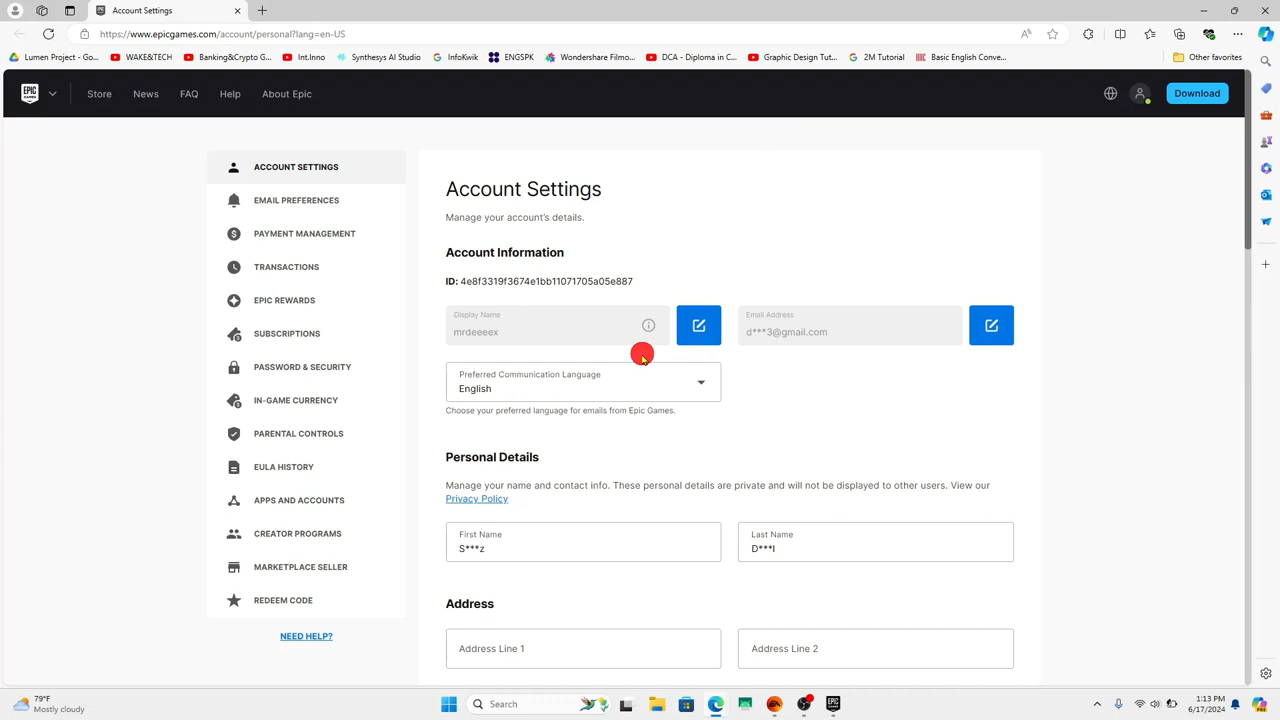 Account Settings
https://www.epicgames.com/account/personal?lang=en-US
Lumen Project - Go...
WAKE&TECH
Banking&Crypto G...
Int.Inno
Synthesys AI Studio
InfoKwik
ENGSPK
Wondershare Filmo...
DCA - Diploma in C...
Graphic Design Tut...
2M Tutorial
Basic English Conve...
Other favorites
EPIC GAMES
Store
News
FAQ
Help
About Epic
Download
ACCOUNT SETTINGS
EMAIL PREFERENCES
PAYMENT MANAGEMENT
TRANSACTIONS
EPIC REWARDS
SUBSCRIPTIONS
PASSWORD & SECURITY
IN-GAME CURRENCY
PARENTAL CONTROLS
EULA HISTORY
APPS AND ACCOUNTS
CREATOR PROGRAMS
MARKETPLACE SELLER
REDEEM CODE
NEED HELP?
Account Settings
Manage your account's details.
Account Information
ID: 4e8f3319f3674e1bb11071705a05e887
Display Name
mrdeeeex
Email Address
d***3@gmail.com
Preferred Communication Language
English
Choose your preferred language for emails from Epic Games.
Personal Details
Manage your name and contact info. These personal details are private and will not be displayed to other users. View our
Privacy Policy
First Name
S***z
Last Name
D***l
Address
Address Line 1
Address Line 2
79°F
Mostly cloudy
Search
1:13 PM
6/17/2024